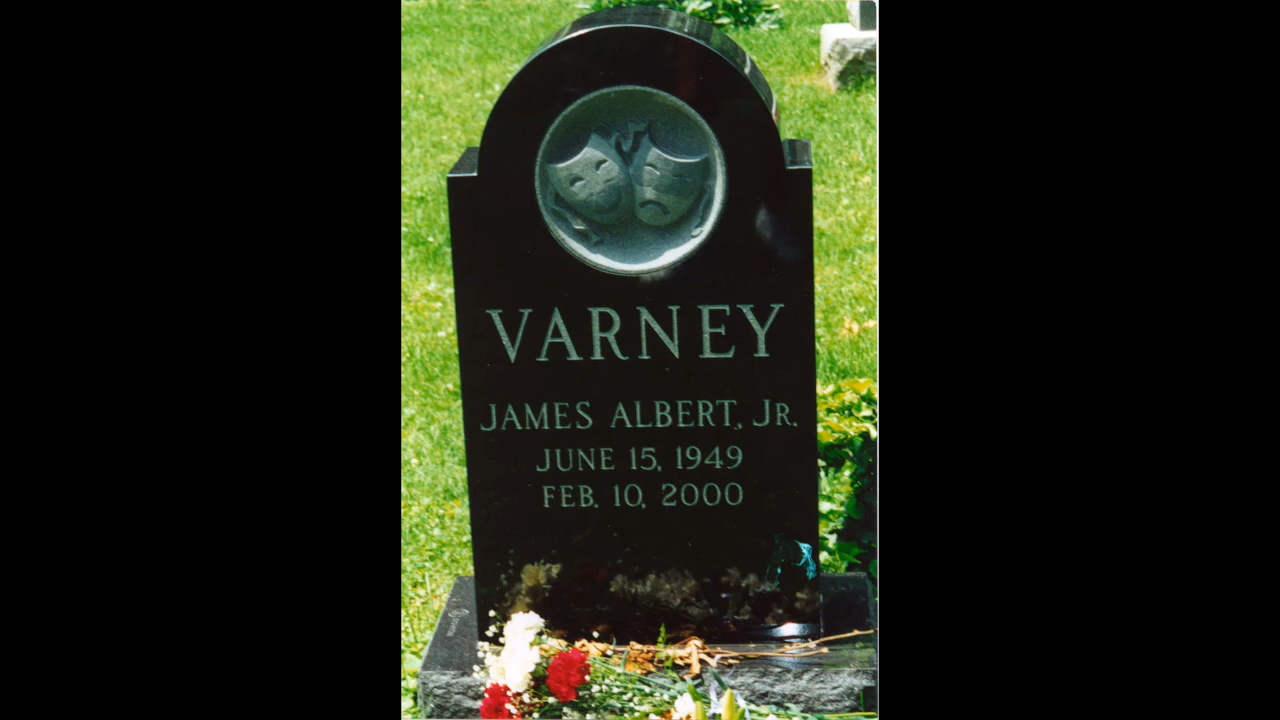 VARNEY
JAMES ALBERT, JR.
JUNE 15, 1949
FEB. 10, 2000